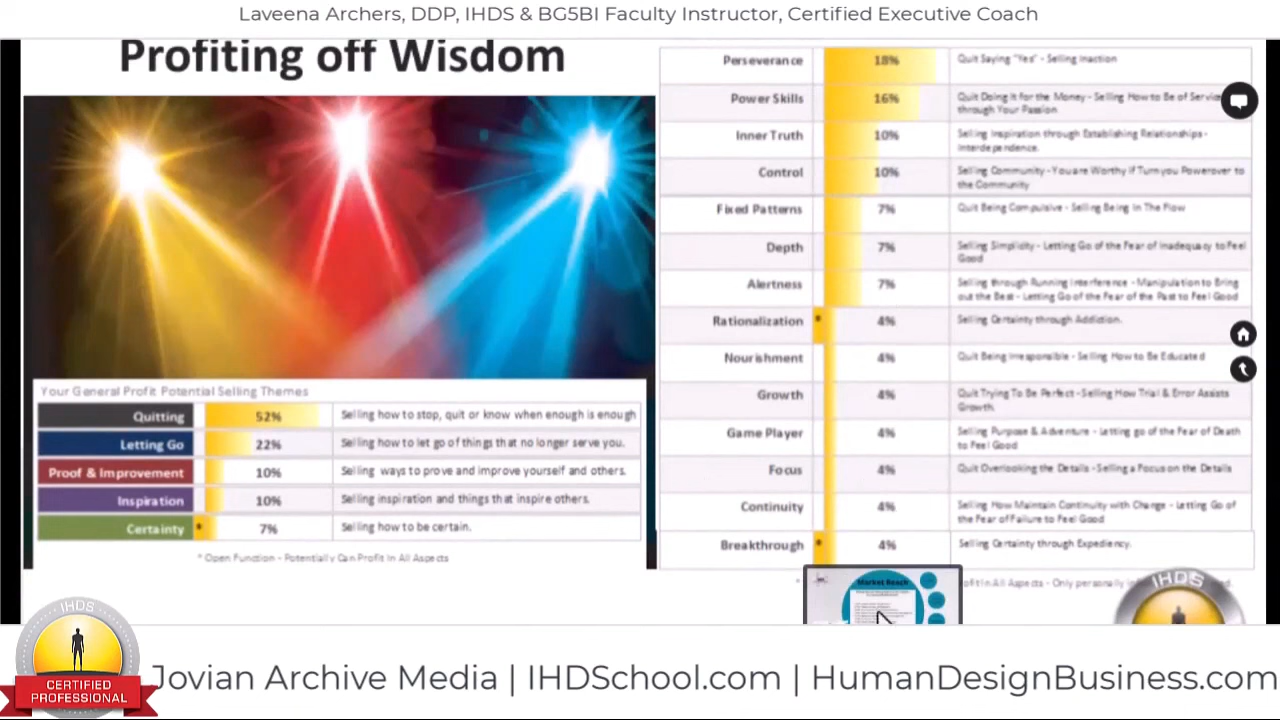 Laveena Archers, DDP, IHDS & BG5BI Faculty Instructor, Certified Executive Coach
Profiting off Wisdom
Your General Profit Potential Selling Themes
Quitting 52% Selling how to stop, quit or know when enough is enough
Letting Go 22% Selling how to let go of things that no longer serve you.
Proof & Improvement 10% Selling ways to prove and improve yourself and others.
Inspiration 10% Selling inspiration and things that inspire others.
Certainty * 7% Selling how to be certain.
* Open Function - Potentially Can Profit In All Aspects
Perseverance 18% Quit Saying "Yes" - Selling Inaction
Power Skills 16% Quit Doing It for the Money - Selling How to Be of
through Your Passion
Inner Truth 10% Selling Inspiration through Establishing Relationships -
Interdependence.
Control 10% Selling Community - You are Worthy If Turn you Power over to
the Community
Fixed Patterns 7% Quit Being Compulsive - Selling Being In The Flow
Depth 7% Selling Simplicity - Letting Go of the Fear of Inadequacy to Feel
Good
Alertness 7% Selling through Running Interference - Manipulation to Bring
out the Best - Letting Go of the Fear of the Past to Feel Good
Rationalization * 4% Selling Certainty through Addiction.
Nourishment 4% Quit Being Irresponsible - Selling How to Be Educated
Growth 4% Quit Trying To Be Perfect - Selling How Trial & Error Assists
Growth.
Game Player 4% Selling Purpose & Adventure - Letting go of the Fear of Death
to Feel Good
Focus 4% Quit Overlooking the Details - Selling a Focus on the Details
Continuity 4% Selling How Maintain Continuity with Change - Letting Go of
the Fear of Failure to Feel Good
Breakthrough * 4% Selling Certainty through Expediency.
In All Aspects - Only personally
Market Reach
IHDS
IHDS
CERTIFIED
PROFESSIONAL
Jovian Archive Media | IHDSchool.com | HumanDesignBusiness.com